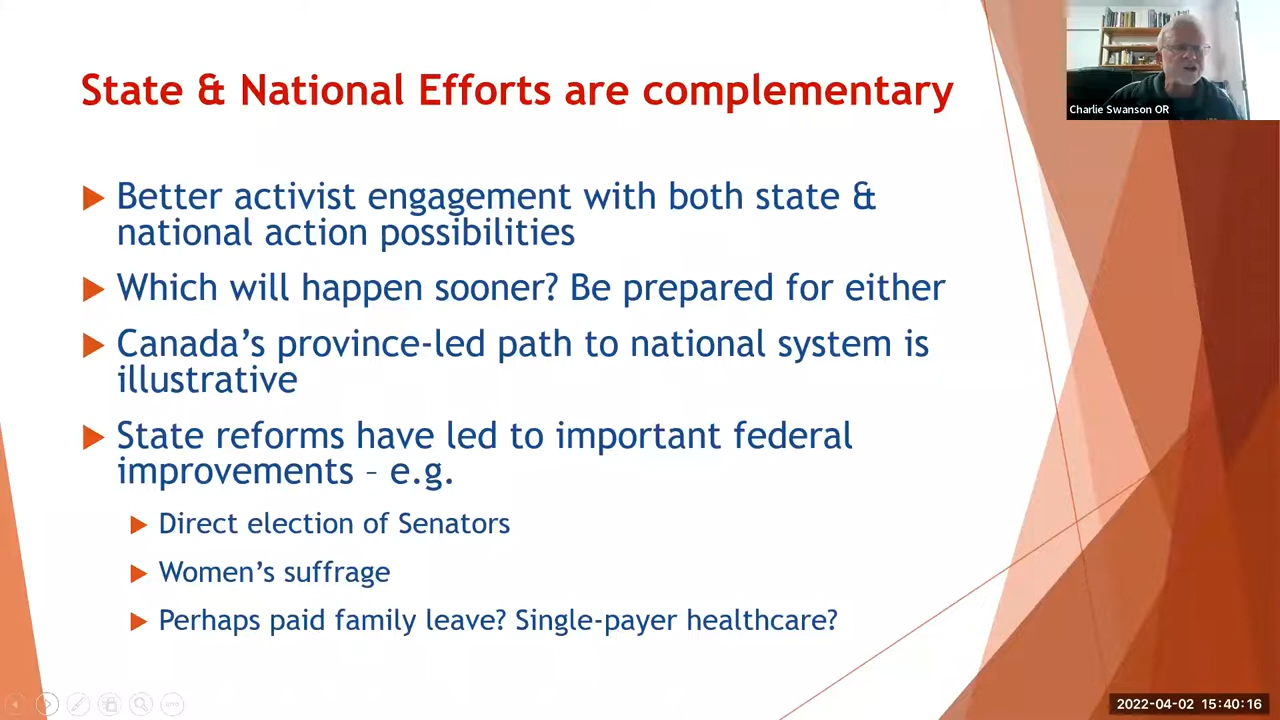 State & National Efforts are complementary
Charlie Swanson OR
Better activist engagement with both state &
national action possibilities
Which will happen sooner? Be prepared for either
Canada’s province-led path to national system is
illustrative
State reforms have led to important federal
improvements – e.g.
Direct election of Senators
Women’s suffrage
Perhaps paid family leave? Single-payer healthcare?
2022-04-02 15:40:16